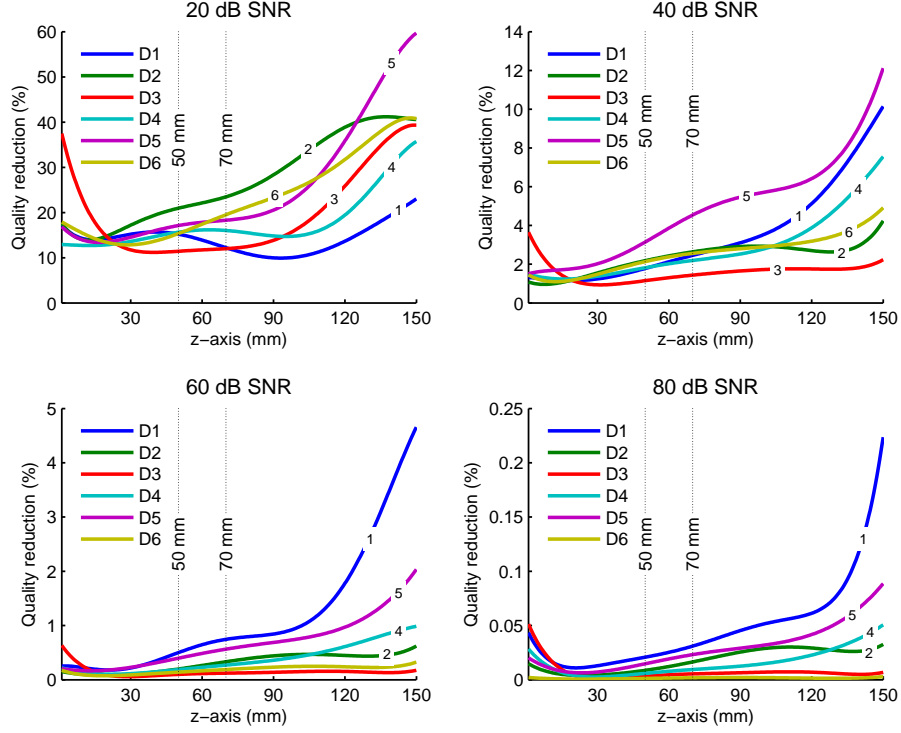 20 dB SNR
60
50
40
30
20
10
0
Quality reduction (%)
D1
D2
D3
D4
D5
D6
50 mm
70 mm
5
2
4
6
3
1
30
60
90
120
150
z−axis (mm)
40 dB SNR
14
12
10
8
6
4
2
0
Quality reduction (%)
D1
D2
D3
D4
D5
D6
50 mm
70 mm
5
1
4
6
2
3
30
60
90
120
150
z−axis (mm)
60 dB SNR
5
4
3
2
1
0
Quality reduction (%)
D1
D2
D3
D4
D5
D6
50 mm
70 mm
1
5
4
2
30
60
90
120
150
z−axis (mm)
80 dB SNR
0.25
0.2
0.15
0.1
0.05
0
Quality reduction (%)
D1
D2
D3
D4
D5
D6
50 mm
70 mm
1
5
4
2
30
60
90
120
150
z−axis (mm)